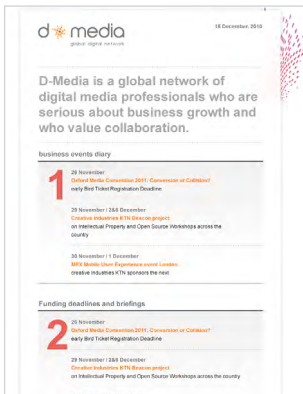 d media
global digital network
16 December, 2010
D-Media is a global network of
digital media professionals who are
serious about business growth and
who value collaboration.
business events diary
1
26 November
Oxford Media Convention 2011: Conversion or Collision?
early Bird Ticket Registration Deadline
29 November / 2&6 December
Creative Industries KTN Beacon project
on Intellectual Property and Open Source Workshops across the
country
30 November / 1 December
MEX Mobile User Experience event London
creative industries KTN sponsors the next
Funding deadlines and briefings
2
25 November
Oxford Media Convention 2011: Conversion or Collision?
early Bird Ticket Registration Deadline
29 November / 2&6 December
Creative Industries KTN Beacon project
on Intellectual Property and Open Source Workshops across the country